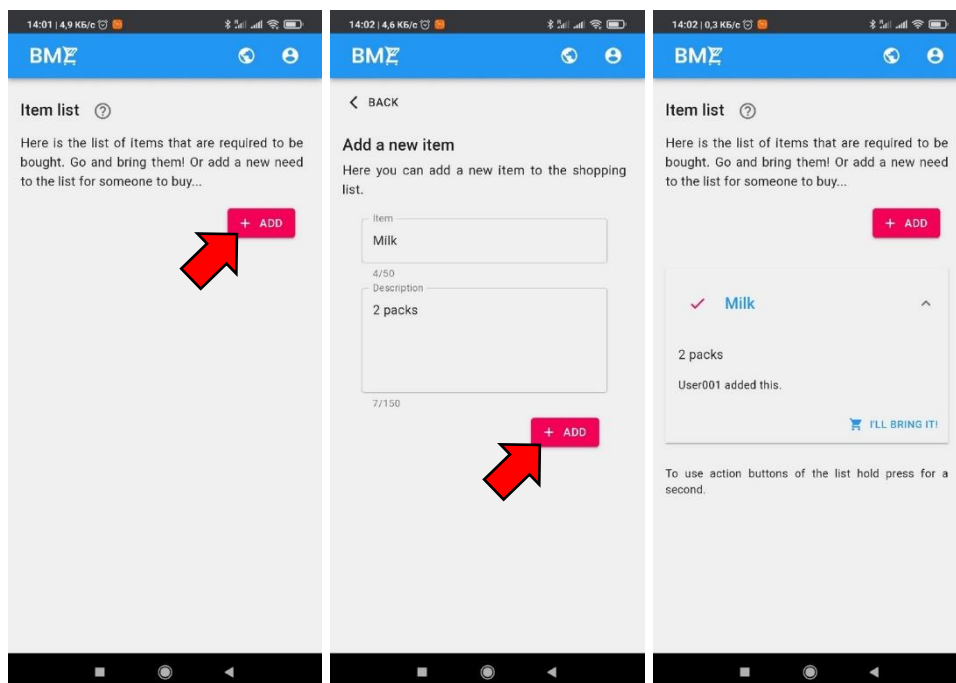 14:01 | 4,9 КБ/с
BME
Item list
Here is the list of items that are required to be
bought. Go and bring them! Or add a new need
to the list for someone to buy...
+ ADD
14:02 | 4,6 КБ/с
BME
BACK
Add a new item
Here you can add a new item to the shopping
list.
Item
Milk
4/50
Description
2 packs
7/150
+ ADD
14:02 | 0,3 КБ/с
BME
Item list
Here is the list of items that are required to be
bought. Go and bring them! Or add a new need
to the list for someone to buy...
+ ADD
Milk
2 packs
User001 added this.
I'LL BRING IT!
To use action buttons of the list hold press for a
second.